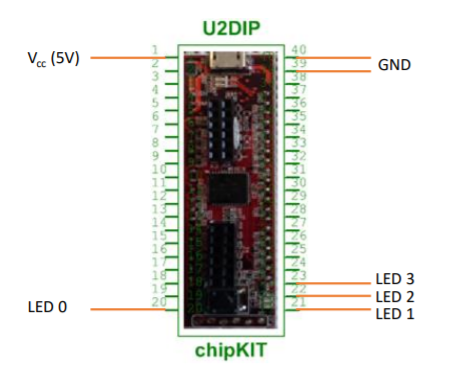 U2DIP
1 40
V_cc (5V)
2 39
GND
3 38
4 37
5 36
6 35
7 34
8 33
9 32
10 31
11 30
12 29
13 28
14 27
15 26
16 25
17 24
18 23
LED 3
19 22
LED 2
20 21
LED 0
LED 1
chipKIT